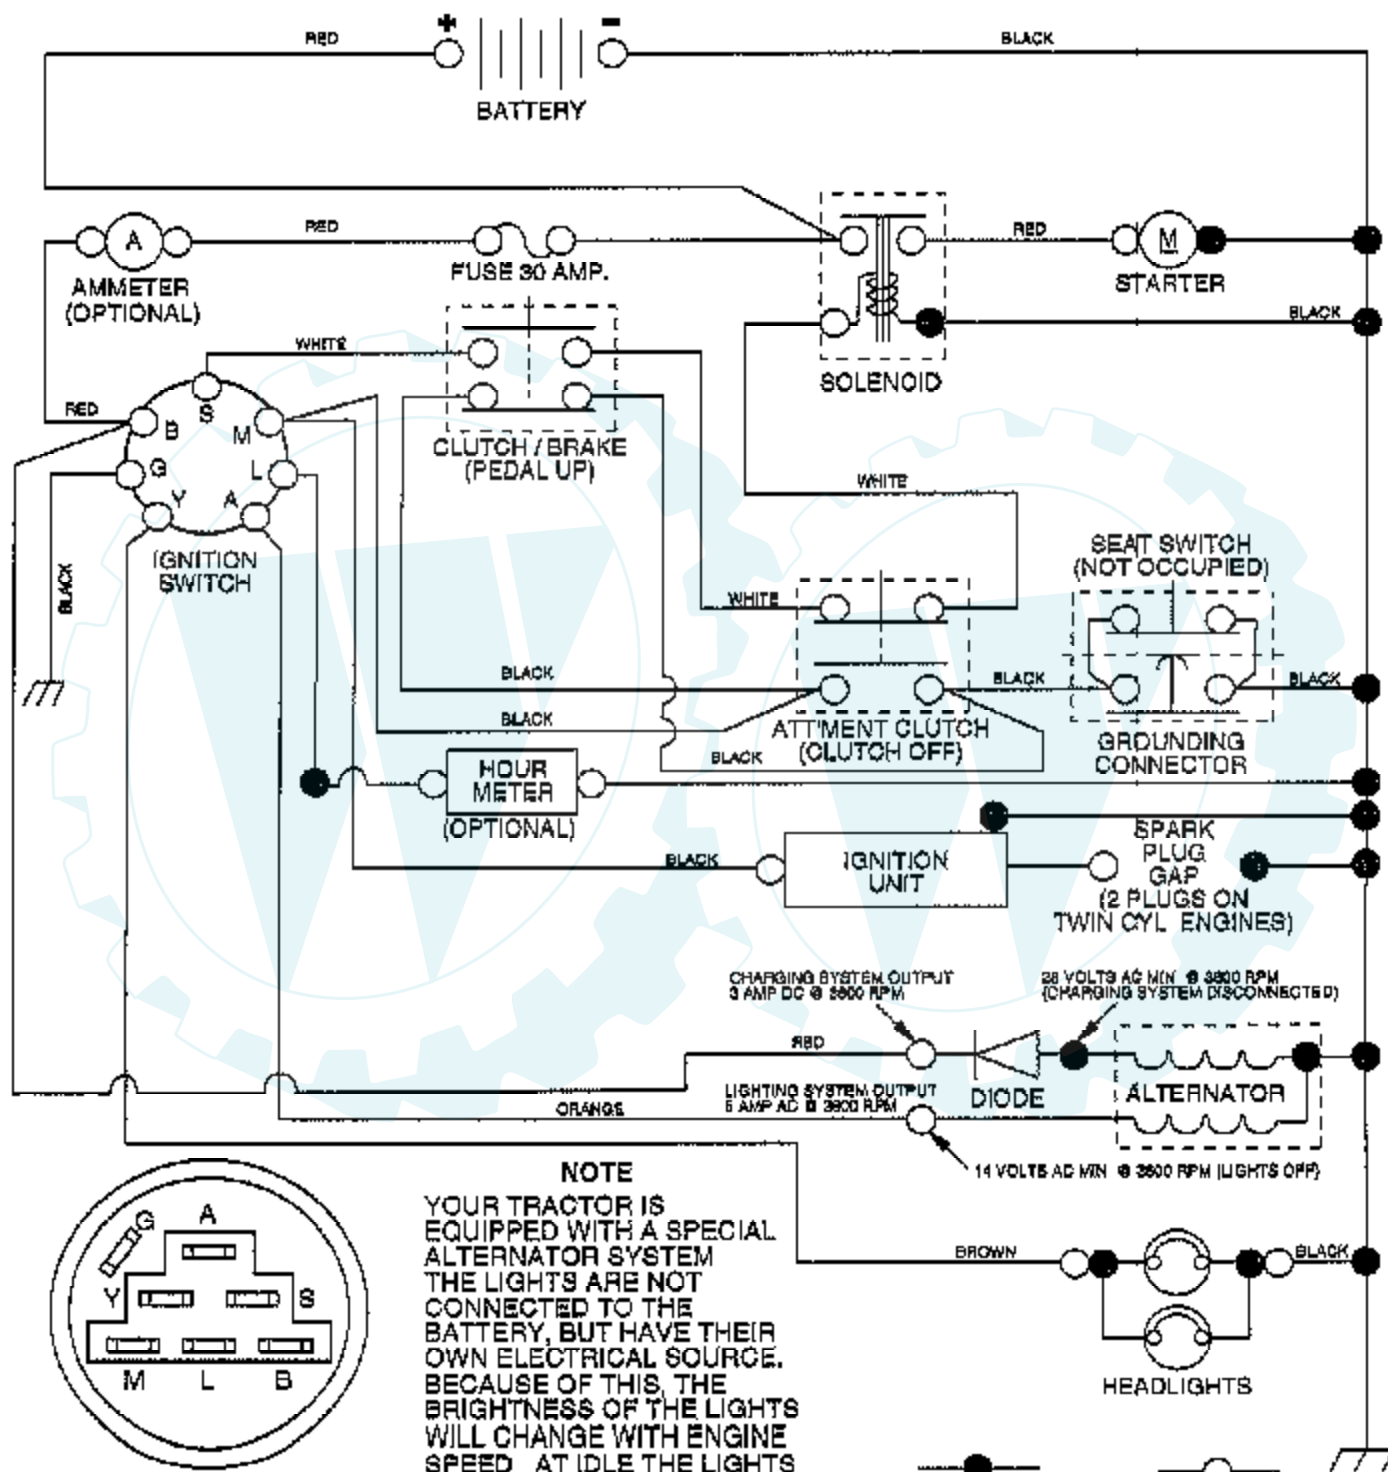 + -
RED
BLACK
BATTERY
RED
RED
A
M
AMMETER
(OPTIONAL)
FUSE 30 AMP.
STARTER
WHITE
BLACK
SOLENOID
RED
S
B
M
G
L
Y
A
CLUTCH / BRAKE
(PEDAL UP)
WHITE
IGNITION
SWITCH
BLACK
SEAT SWITCH
(NOT OCCUPIED)
WHITE
BLACK
BLACK
BLACK
BLACK
ATT'MENT CLUTCH
(CLUTCH OFF)
BLACK
GROUNDING
CONNECTOR
HOUR
METER
(OPTIONAL)
BLACK
IGNITION
UNIT
SPARK
PLUG
GAP
(2 PLUGS ON
TWIN CYL ENGINES)
CHARGING SYSTEM OUTPUT
3 AMP DC @ 3600 RPM
28 VOLTS AC MIN @ 3600 RPM
(CHARGING SYSTEM DISCONNECTED)
RED
LIGHTING SYSTEM OUTPUT
5 AMP AC @ 3600 RPM
DIODE
ALTERNATOR
ORANGE
14 VOLTS AC MIN @ 3600 RPM (LIGHTS OFF)
NOTE
YOUR TRACTOR IS
EQUIPPED WITH A SPECIAL
ALTERNATOR SYSTEM
THE LIGHTS ARE NOT
CONNECTED TO THE
BATTERY, BUT HAVE THEIR
OWN ELECTRICAL SOURCE.
BECAUSE OF THIS, THE
BRIGHTNESS OF THE LIGHTS
WILL CHANGE WITH ENGINE
SPEED AT IDLE THE LIGHTS
G
A
Y
S
M
L
B
BROWN
BLACK
HEADLIGHTS